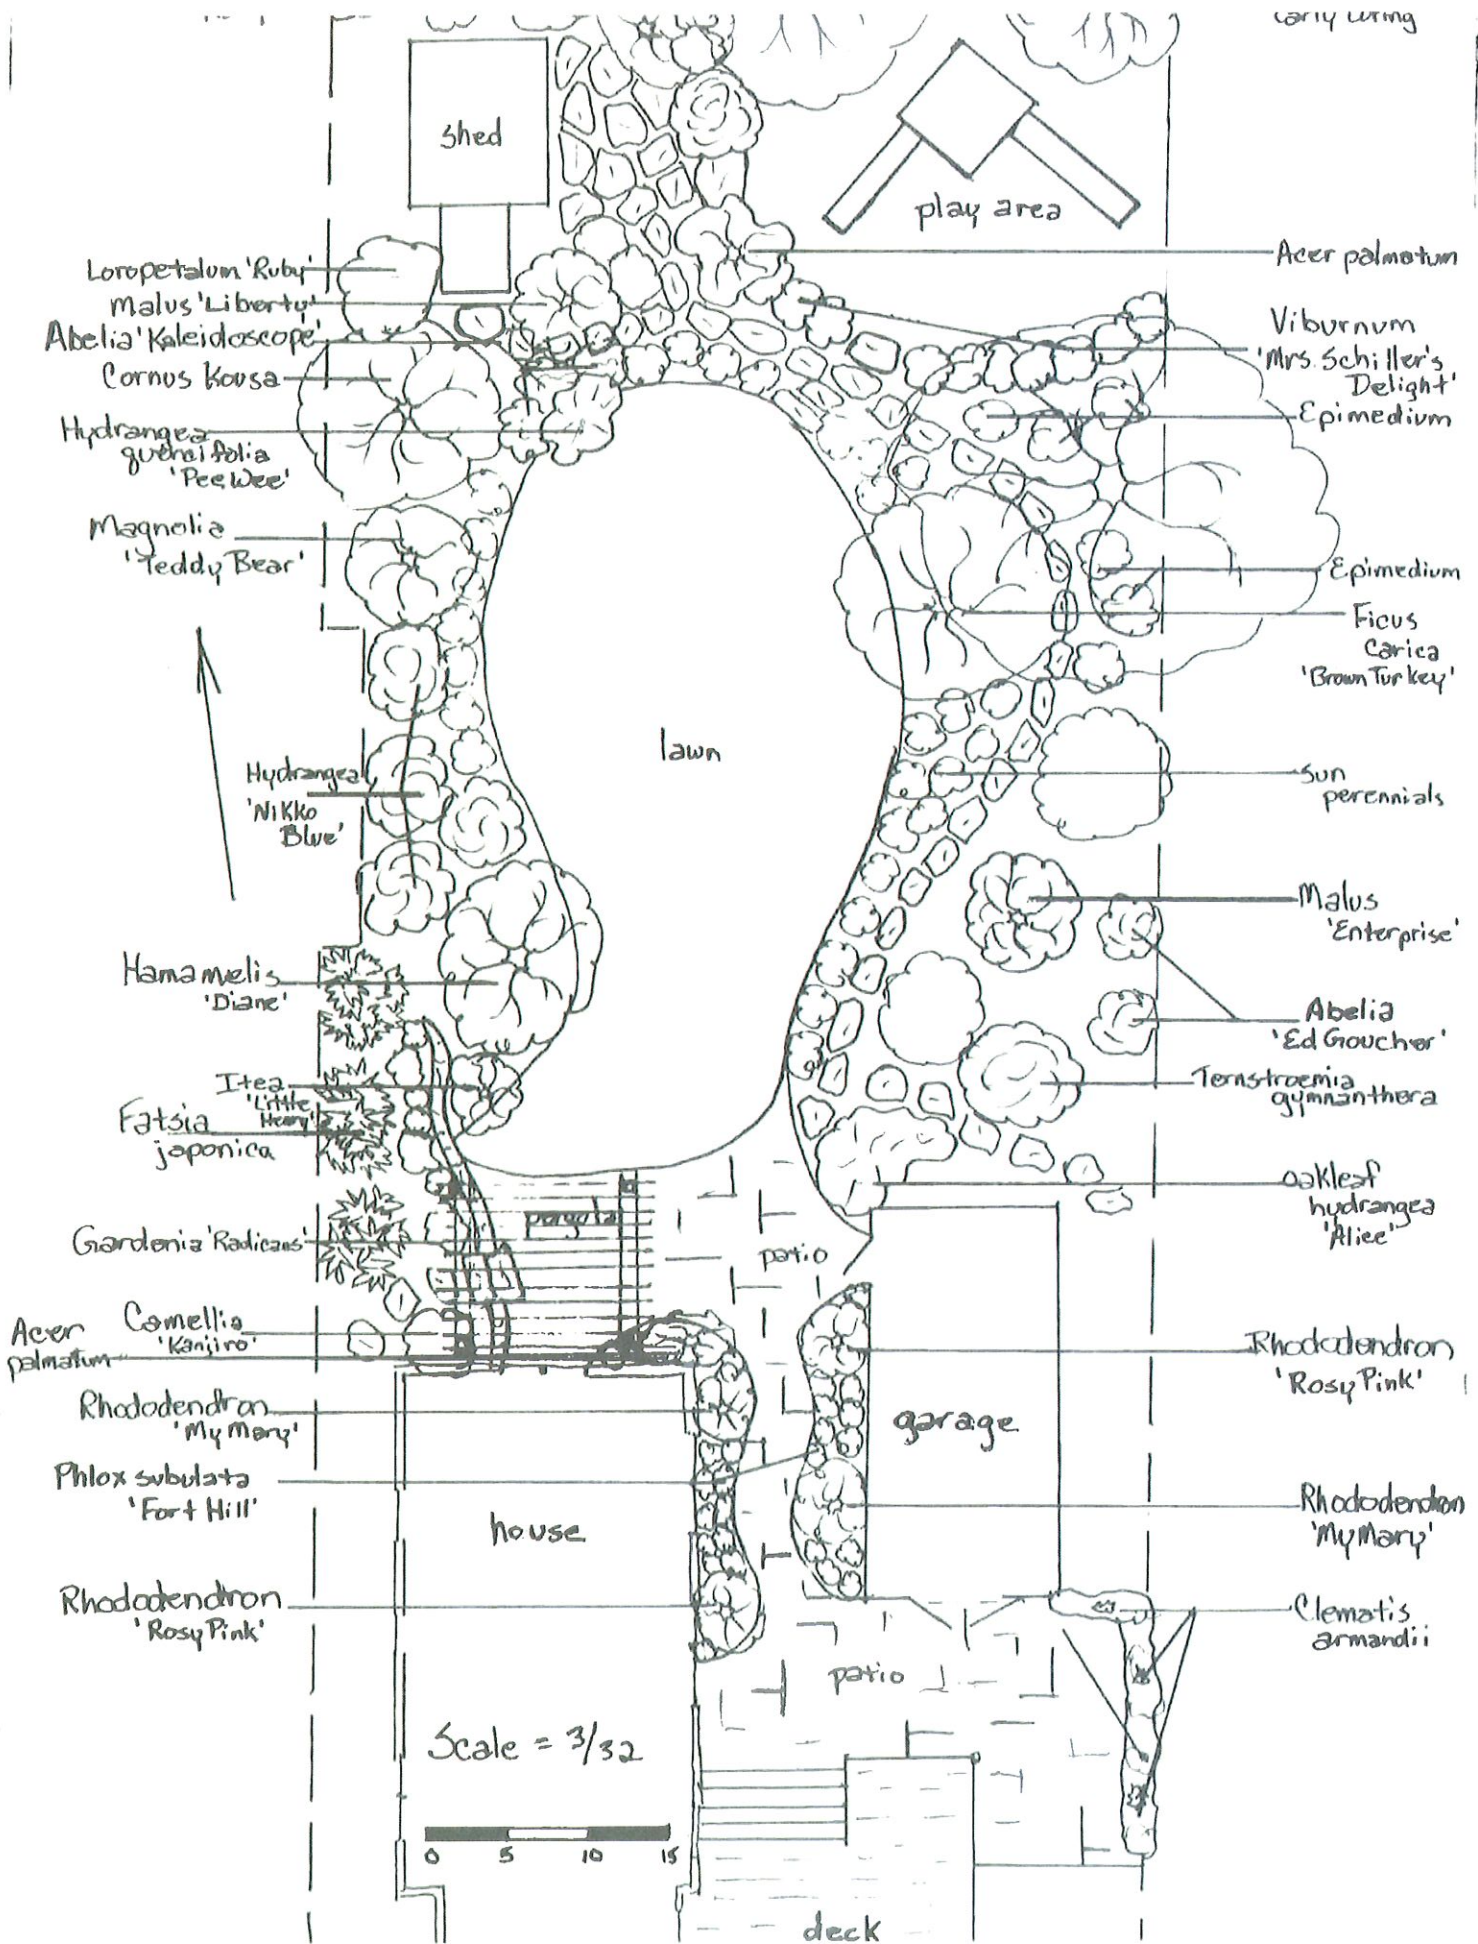 shed
play area
Loropetalum 'Ruby'
Malus 'Liberty'
Abelia 'Kaleidoscope'
Cornus Kousa
Hydrangea
quercifolia
'PeeWee'
Magnolia
'Teddy Bear'
Hydrangea
'Nikko
Blue'
Hamamelis
'Diane'
Itea
'Little
Henry'
Fatsia
japonica
Gardenia 'Radicans'
Camellia
'Kanjiro'
Acer
palmatum
Rhododendron
'My Mary'
Phlox subulata
'Fort Hill'
Rhododendron
'Rosy Pink'
lawn
pergola
patio
house
garage
patio
Scale = 3/32
0 5 10 15
deck
Acer palmatum
Viburnum
'Mrs. Schiller's
Delight'
Epimedium
Epimedium
Ficus
Carica
'Brown Turkey'
Sun
perennials
Malus
'Enterprise'
Abelia
'Ed Goucher'
Ternstroemia
gymnanthera
oakleaf
hydrangea
'Alice'
Rhododendron
'Rosy Pink'
Rhododendron
'My Mary'
Clematis
armandii